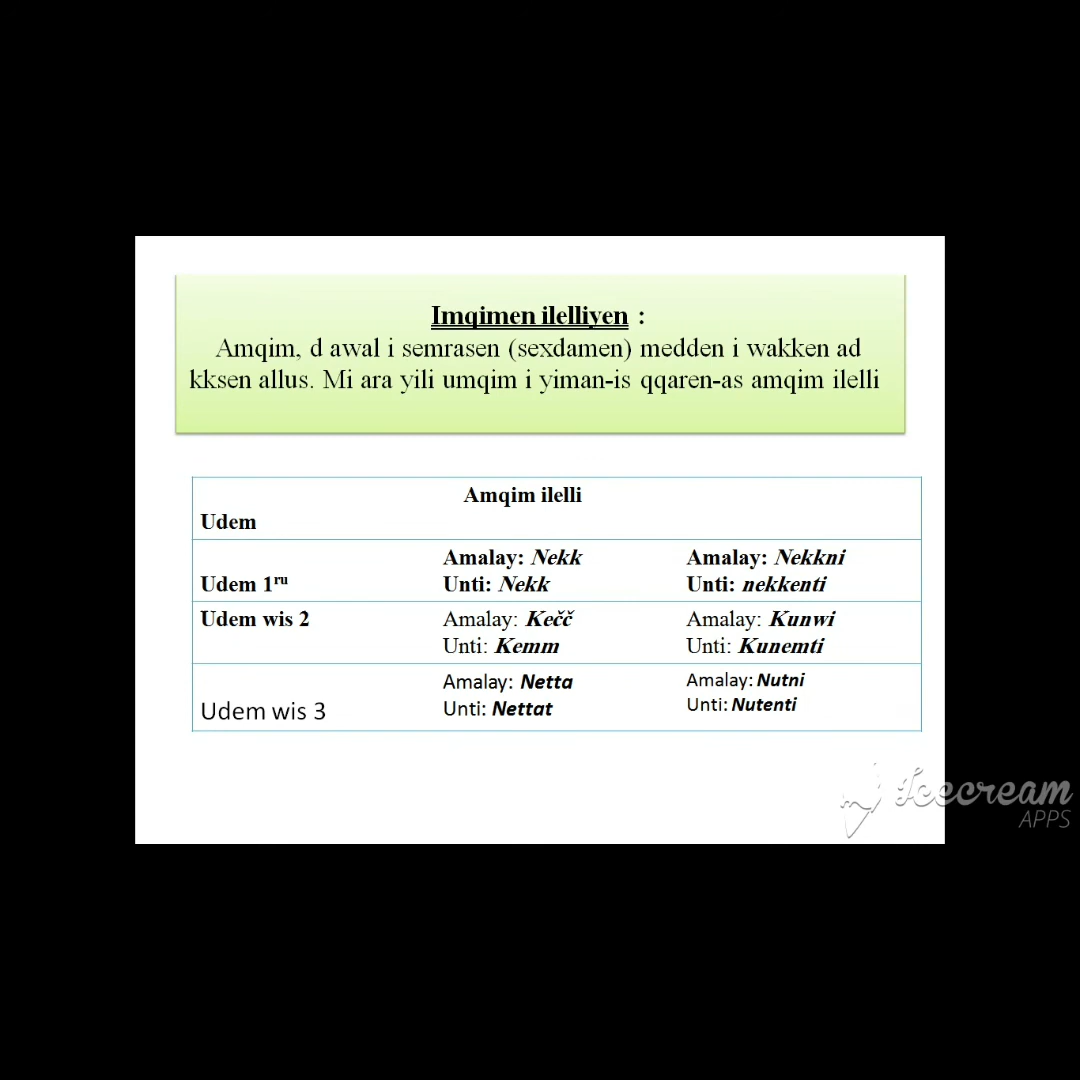 Imqimen ilelliyen :
Amqim, d awal i semrasen (sexdamen) medden i wakken ad
kksen allus. Mi ara yili umqim i yiman-is qqaren-as amqim ilelli
Amqim ilelli
Udem
Udem 1ru
Amalay: Nekk
Unti: Nekk
Amalay: Nekkni
Unti: nekkenti
Udem wis 2
Amalay: Kečč
Unti: Kemm
Amalay: Kunwi
Unti: Kunemti
Udem wis 3
Amalay: Netta
Unti: Nettat
Amalay: Nutni
Unti: Nutenti
Icecream
APPS